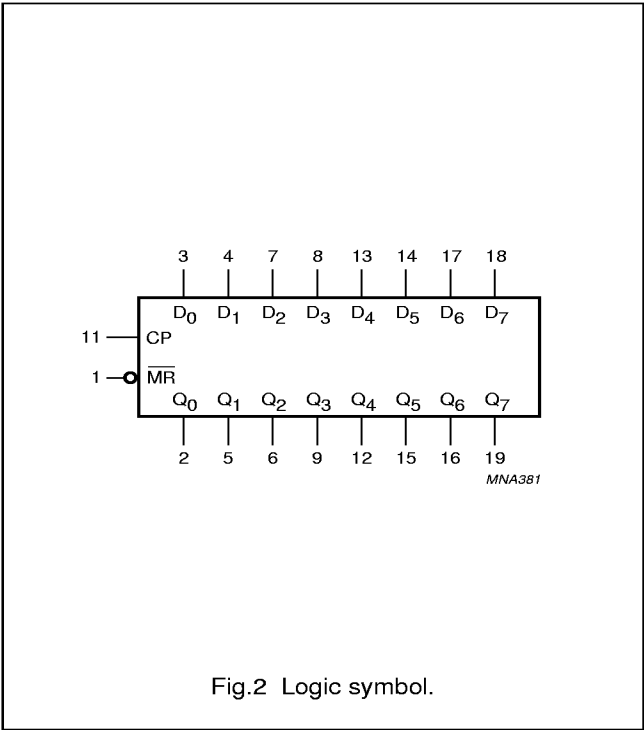 3 4 7 8 13 14 17 18
D0 D1 D2 D3 D4 D5 D6 D7
11 CP
1 M̅R̅
Q0 Q1 Q2 Q3 Q4 Q5 Q6 Q7
2 5 6 9 12 15 16 19
MNA381
Fig.2 Logic symbol.